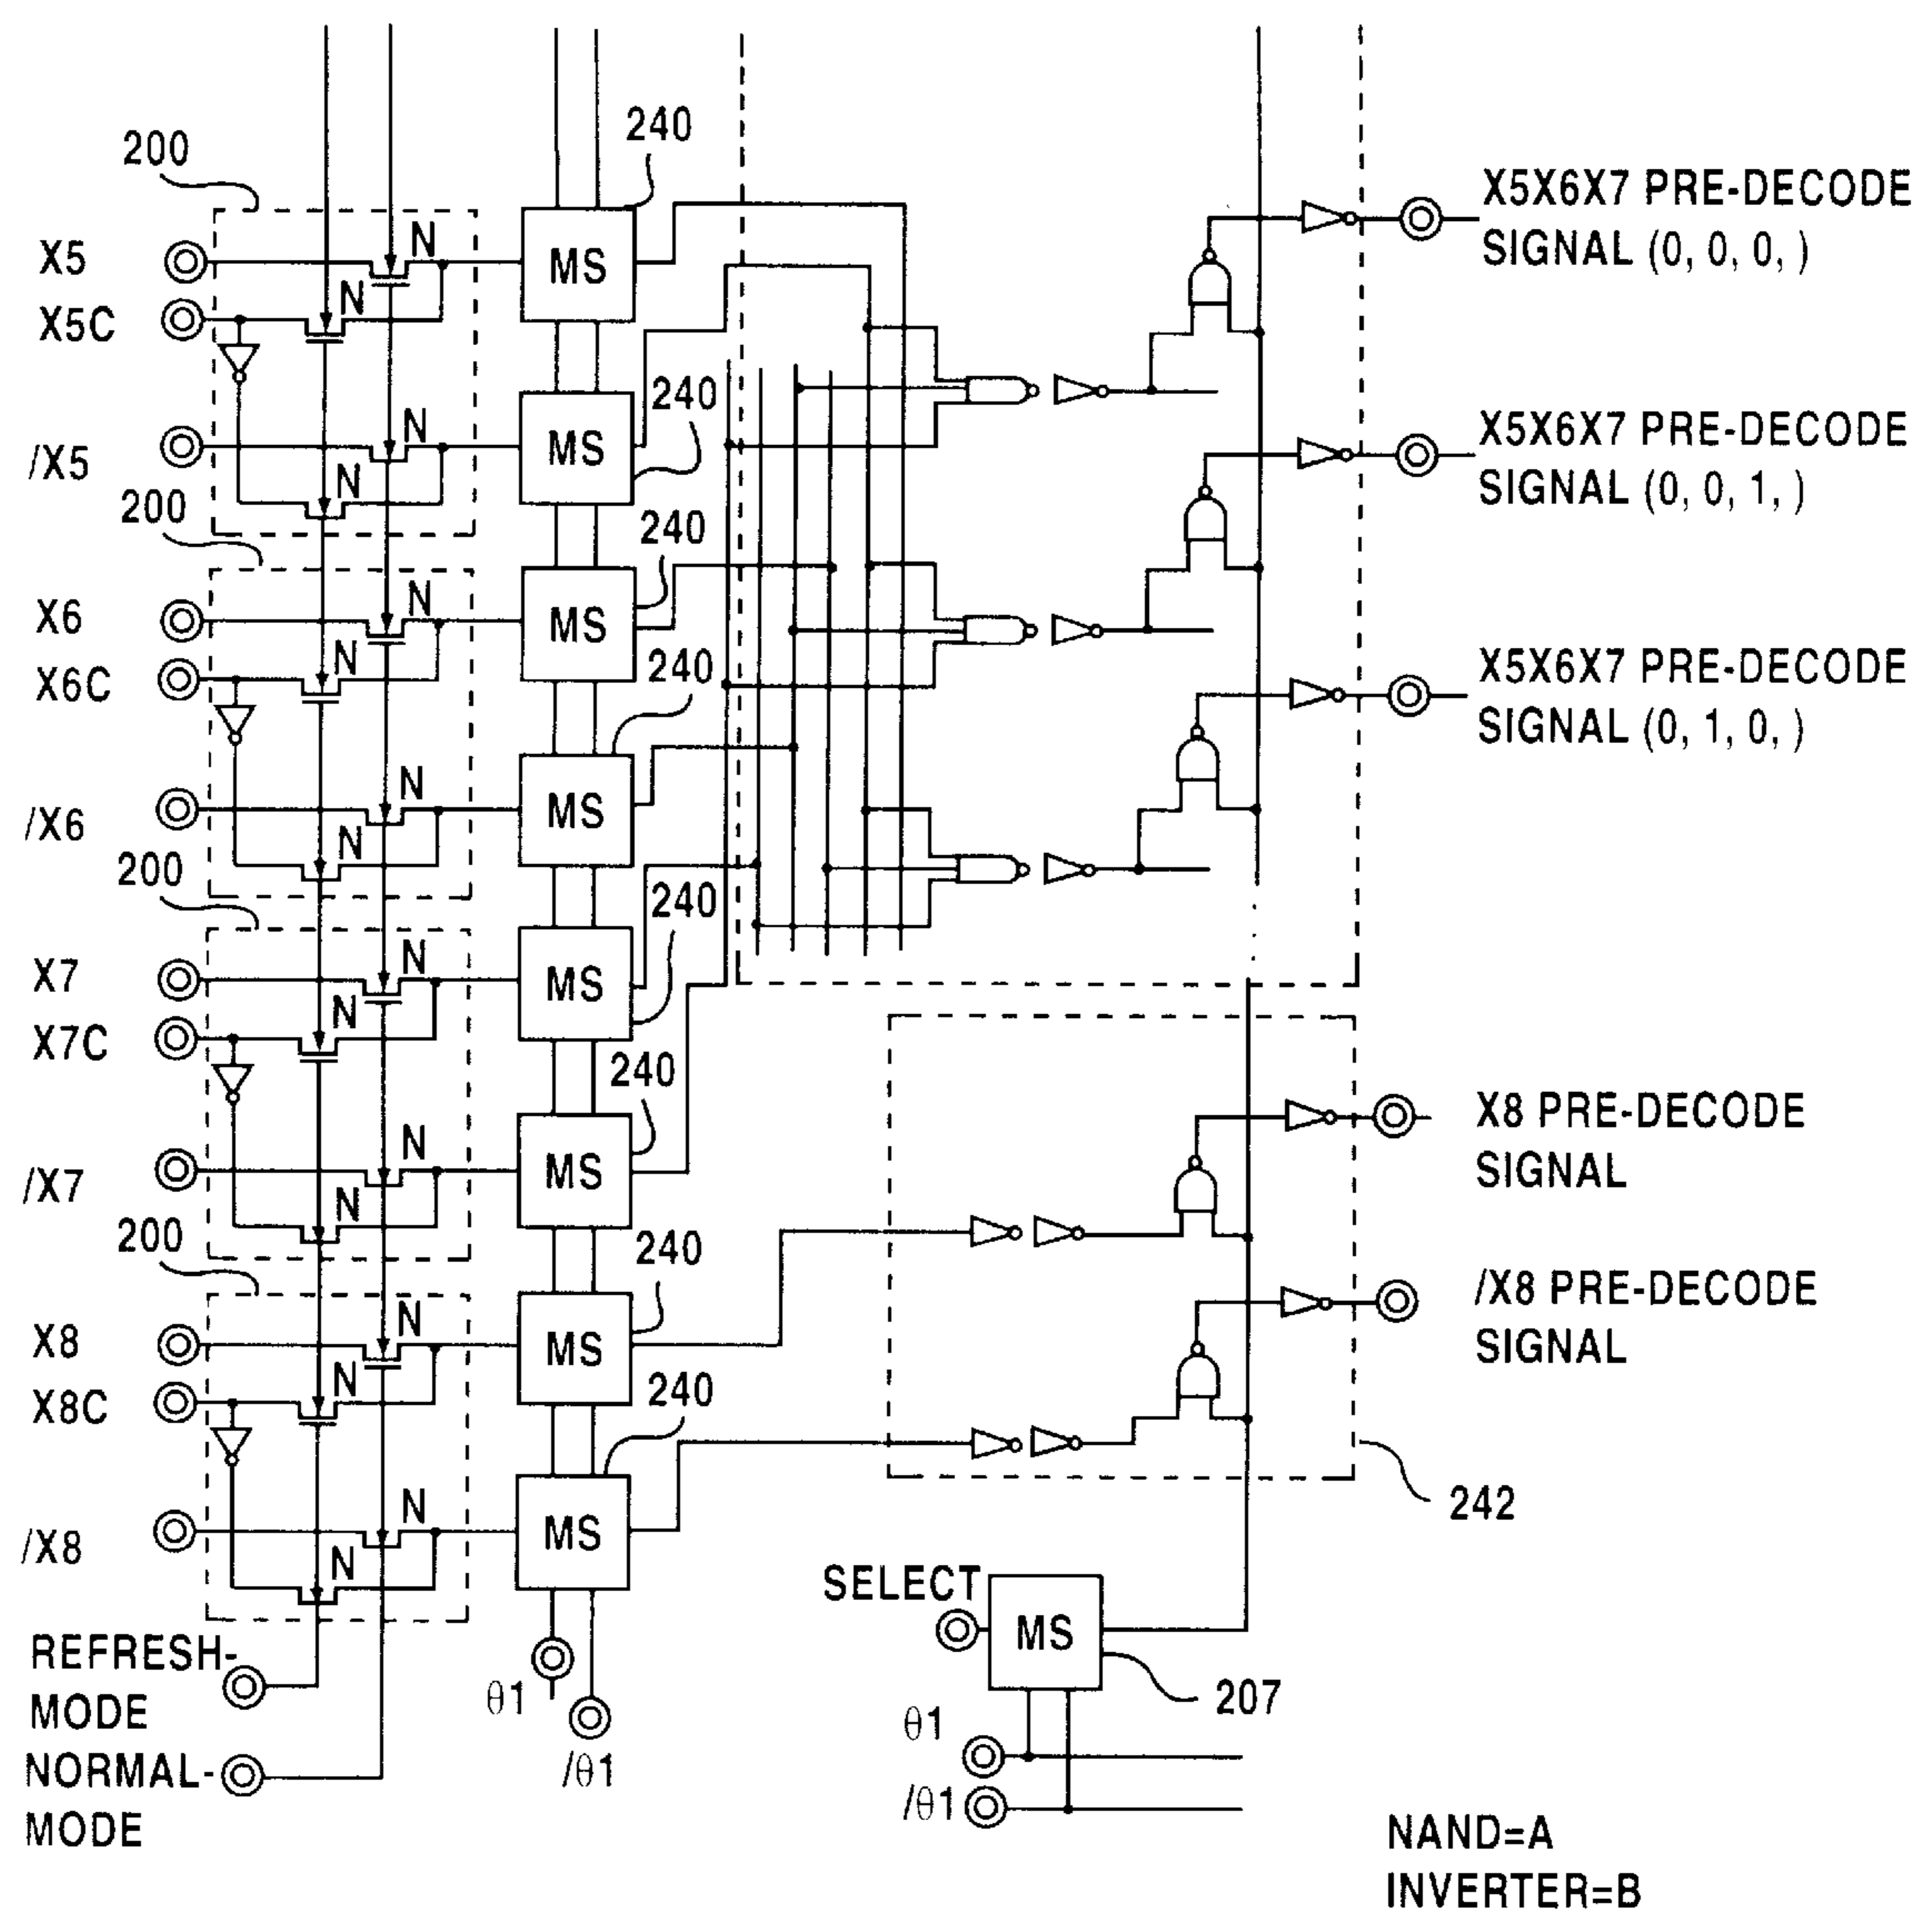 240
200
X5X6X7 PRE-DECODE
SIGNAL (0, 0, 0, )
X5
N
MS
N
X5C
240
/X5
N
MS
X5X6X7 PRE-DECODE
SIGNAL (0, 0, 1, )
N
200
240
X6
N
MS
X6C
N
240
X5X6X7 PRE-DECODE
SIGNAL (0, 1, 0, )
/X6
N
MS
N
200
240
X7
N
MS
X7C
N
240
/X7
N
MS
N
X8 PRE-DECODE
SIGNAL
200
240
X8
N
MS
X8C
N
240
/X8 PRE-DECODE
SIGNAL
/X8
N
MS
N
242
SELECT
MS
207
REFRESH-
MODE
NORMAL-
MODE
θ1
/θ1
θ1
/θ1
NAND=A
INVERTER=B